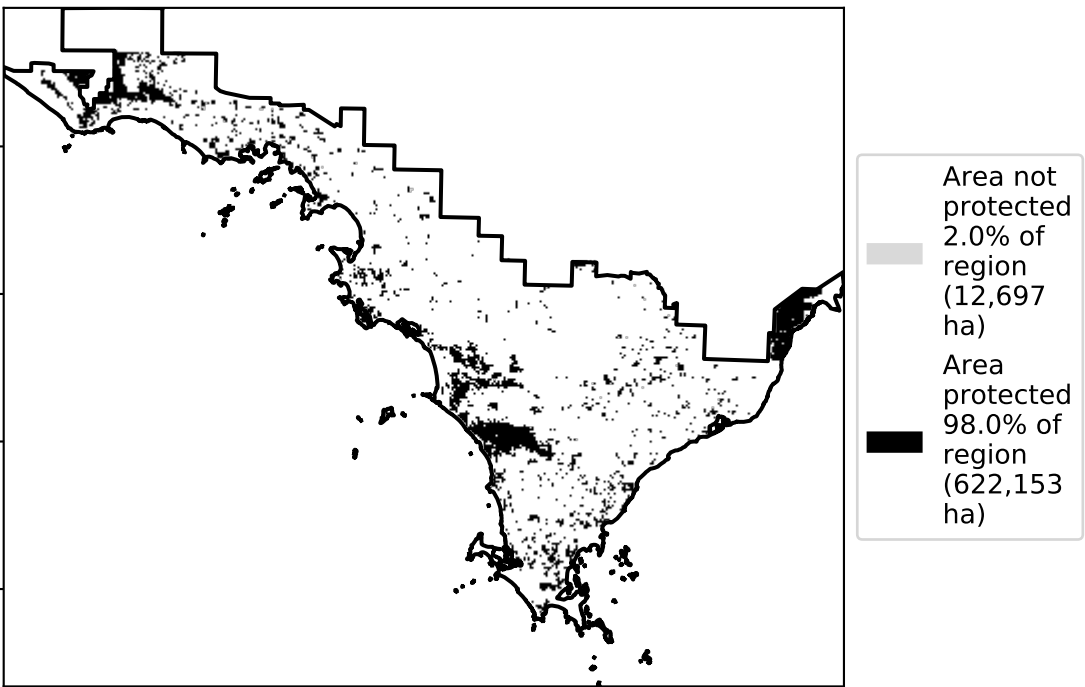 Area not
protected
2.0% of
region
(12,697
ha)
Area
protected
98.0% of
region
(622,153
ha)